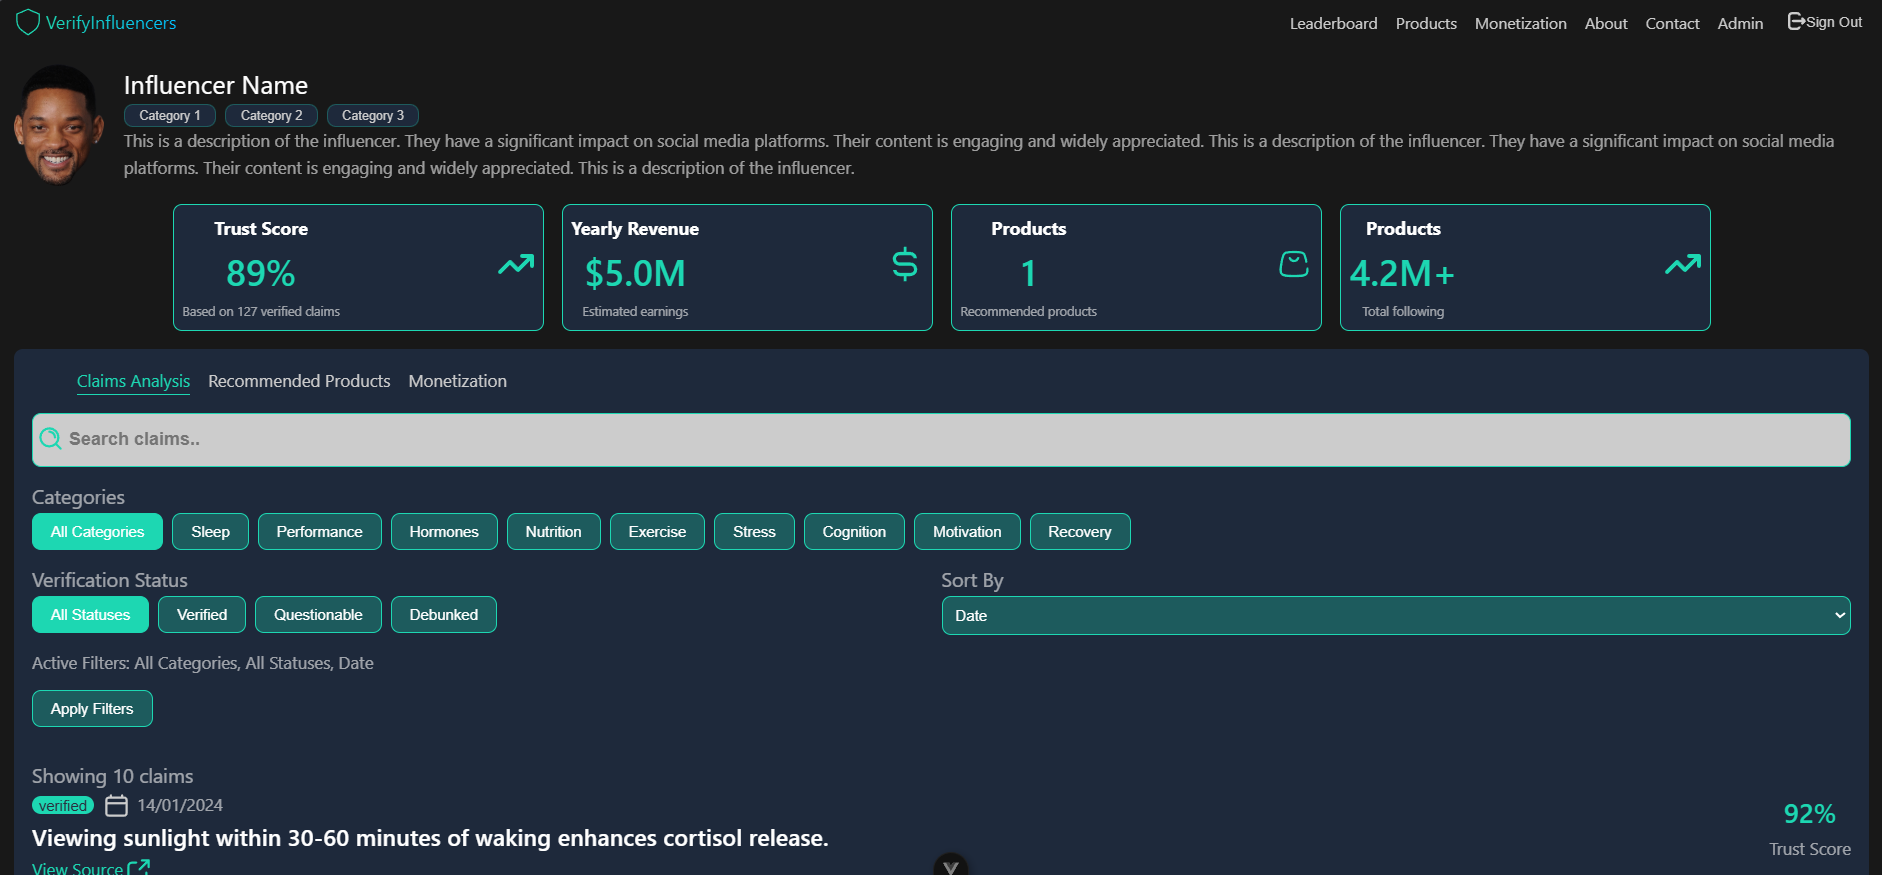 VerifyInfluencers
Leaderboard Products Monetization About Contact Admin Sign Out
Influencer Name
Category 1 Category 2 Category 3
This is a description of the influencer. They have a significant impact on social media platforms. Their content is engaging and widely appreciated. This is a description of the influencer. They have a significant impact on social media
platforms. Their content is engaging and widely appreciated. This is a description of the influencer.
Trust Score
89%
Based on 127 verified claims
Yearly Revenue
$5.0M
Estimated earnings
Products
1
Recommended products
Products
4.2M+
Total following
Claims Analysis Recommended Products Monetization
Search claims..
Categories
All Categories Sleep Performance Hormones Nutrition Exercise Stress Cognition Motivation Recovery
Verification Status
All Statuses Verified Questionable Debunked
Sort By
Date
Active Filters: All Categories, All Statuses, Date
Apply Filters
Showing 10 claims
verified 14/01/2024
Viewing sunlight within 30-60 minutes of waking enhances cortisol release.
View Source
92%
Trust Score